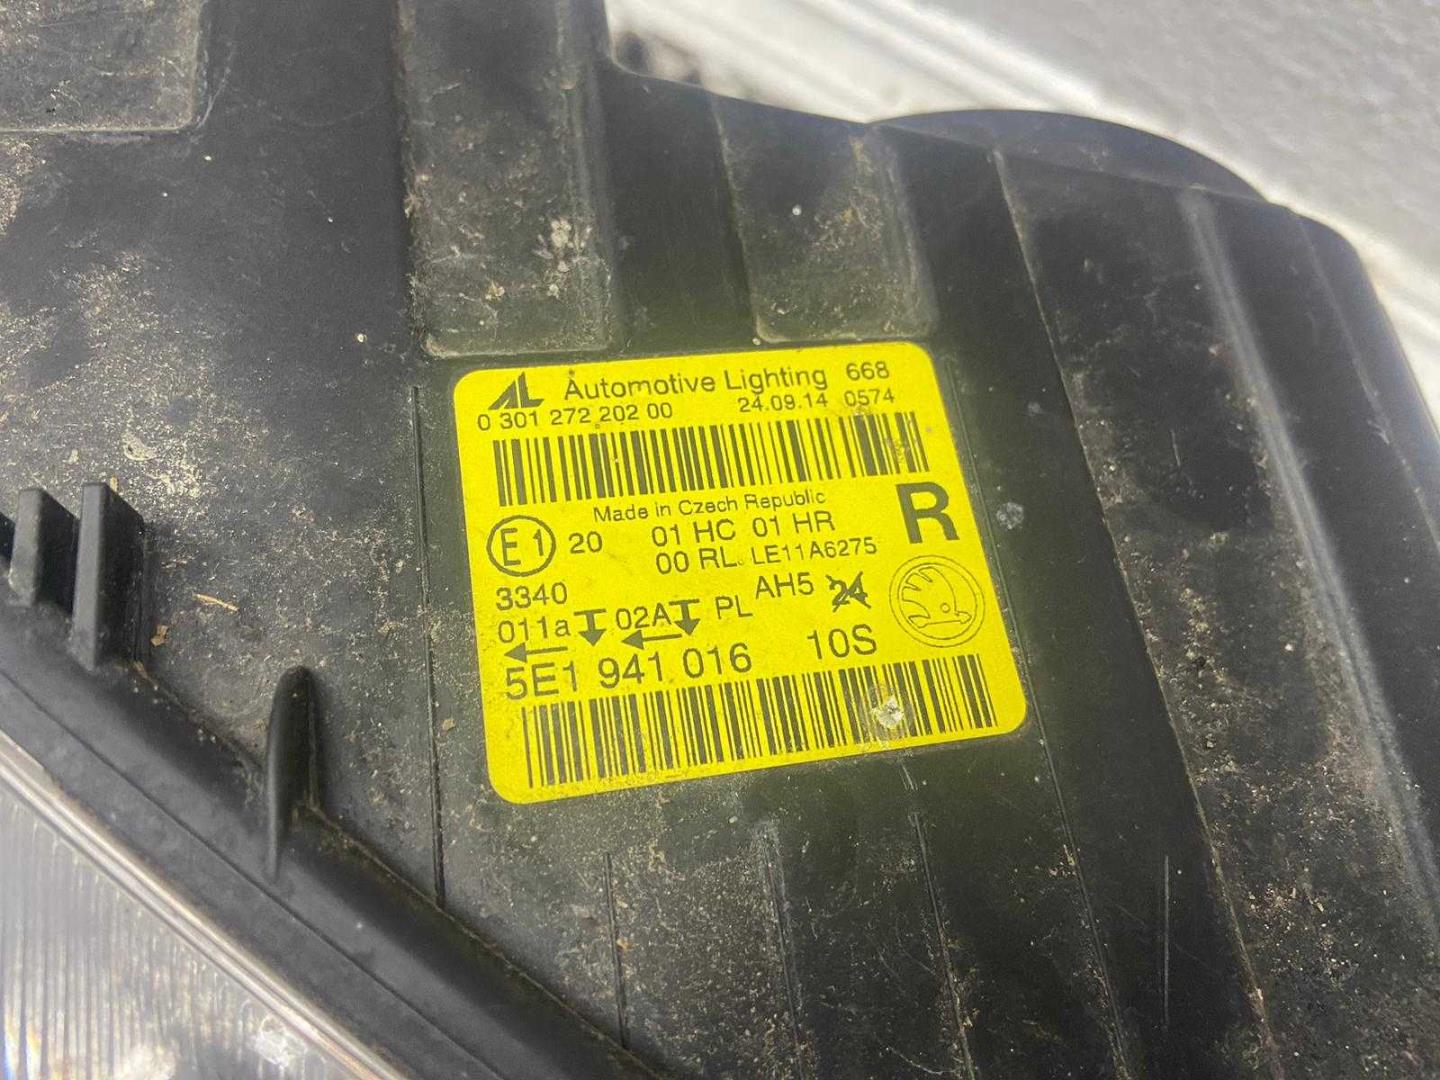 AL Automotive Lighting 668
0 301 272 202 00 24.09.14 0574
Made in Czech Republic
E1 20 01 HC 01 HR R
00 RL LE11A6275
3340 AH5 24
011a 02A PL
5E1 941 016 10S